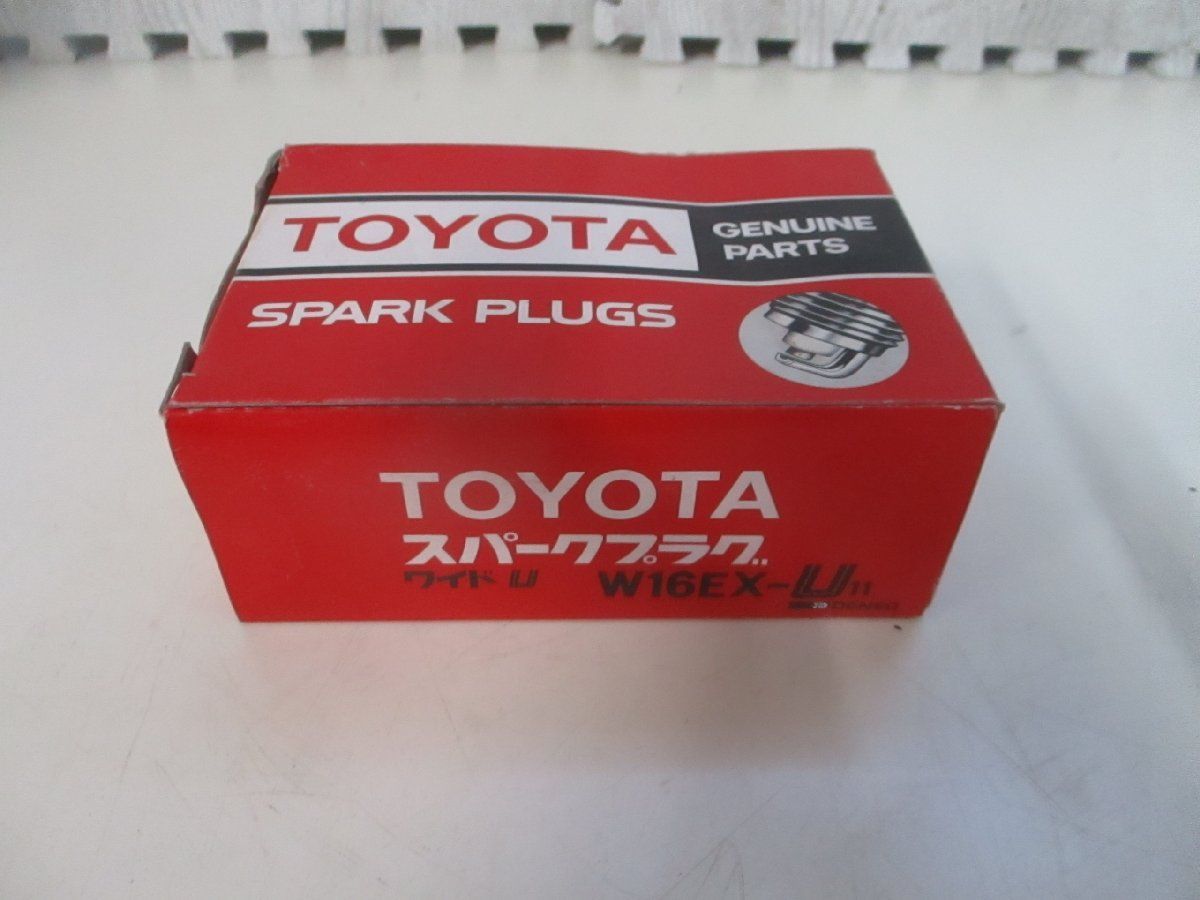 TOYOTA
GENUINE
PARTS
SPARK PLUGS
TOYOTA
スパークプラグ
ワイド U W16EX-U11
DENSO